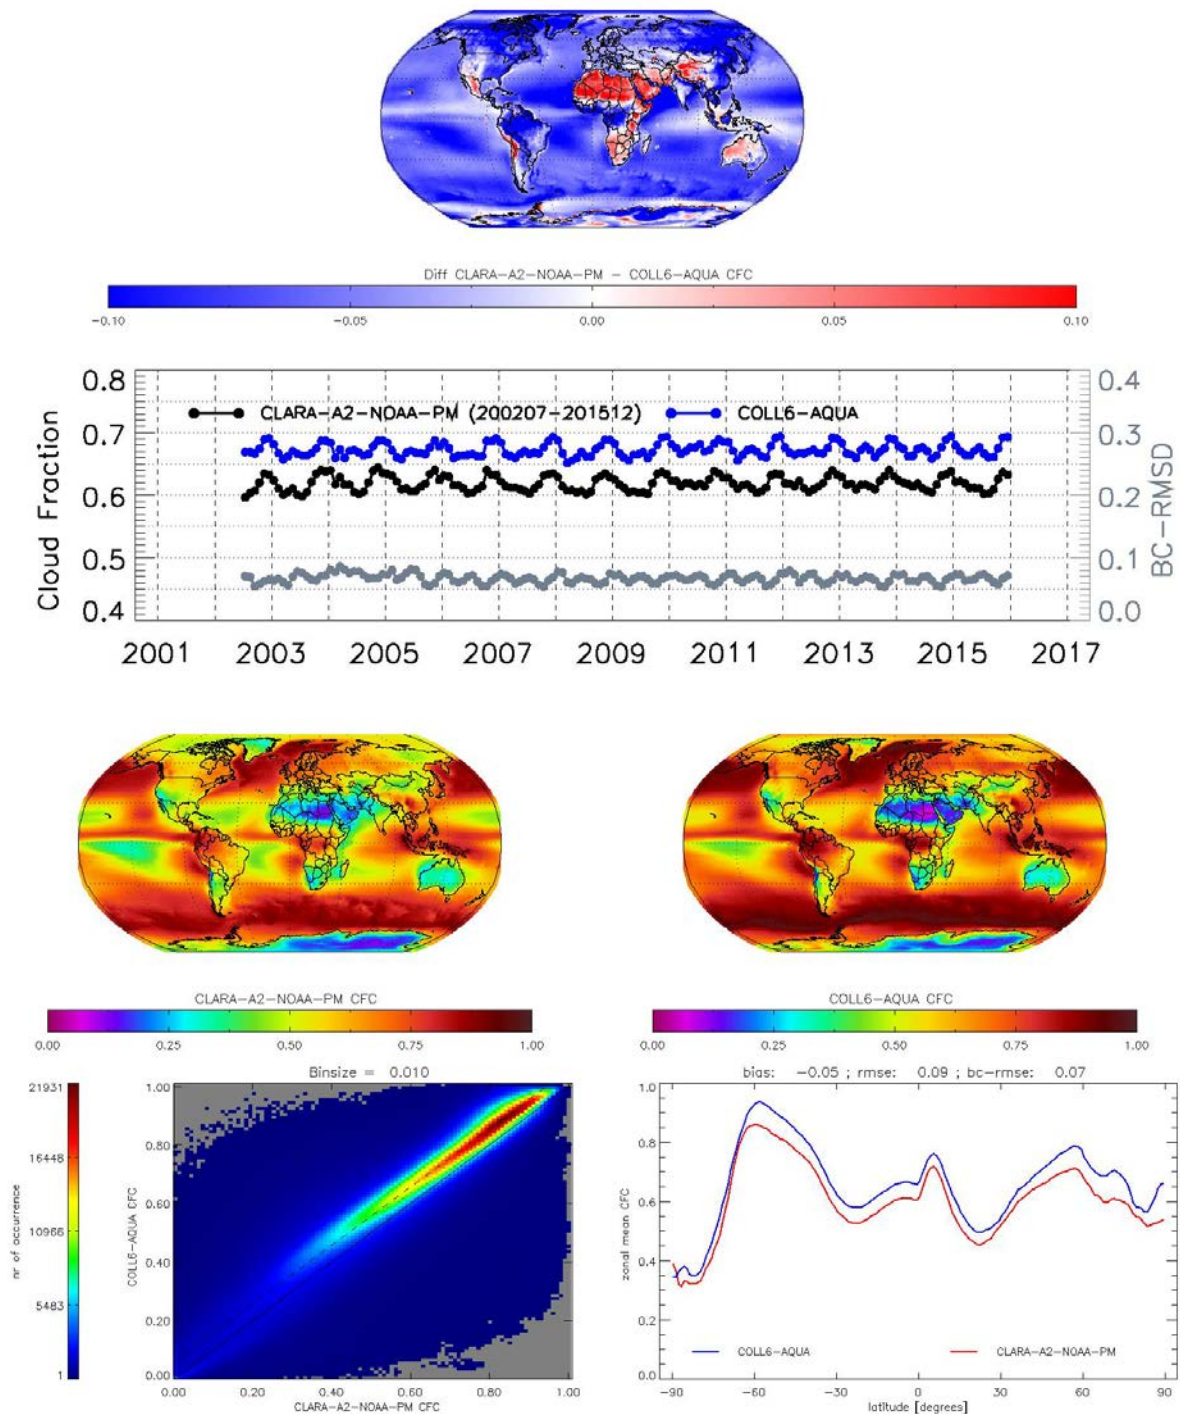 Diff CLARA-A2-NOAA-PM - COLL6-AQUA CFC
-0.10 -0.05 0.00 0.05 0.10
0.8 0.4
CLARA-A2-NOAA-PM (200207-201512) COLL6-AQUA
0.7 0.3
0.6 0.2
0.5 0.1
0.4 0.0
Cloud Fraction
BC-RMSD
2001 2003 2005 2007 2009 2011 2013 2015 2017
CLARA-A2-NOAA-PM CFC
0.00 0.25 0.50 0.75 1.00
COLL6-AQUA CFC
0.00 0.25 0.50 0.75 1.00
Binsize = 0.010
21931
16448
10966
5483
1
nr of occurrence
1.00
0.80
0.60
0.40
0.20
0.00
COLL6-AQUA CFC
0.00 0.20 0.40 0.60 0.80 1.00
CLARA-A2-NOAA-PM CFC
bias: -0.05 ; rmse: 0.09 ; bc-rmse: 0.07
1.0
0.8
0.6
0.4
0.2
0.0
zonal mean CFC
COLL6-AQUA CLARA-A2-NOAA-PM
-90 -60 -30 0 30 60 90
latitude [degrees]